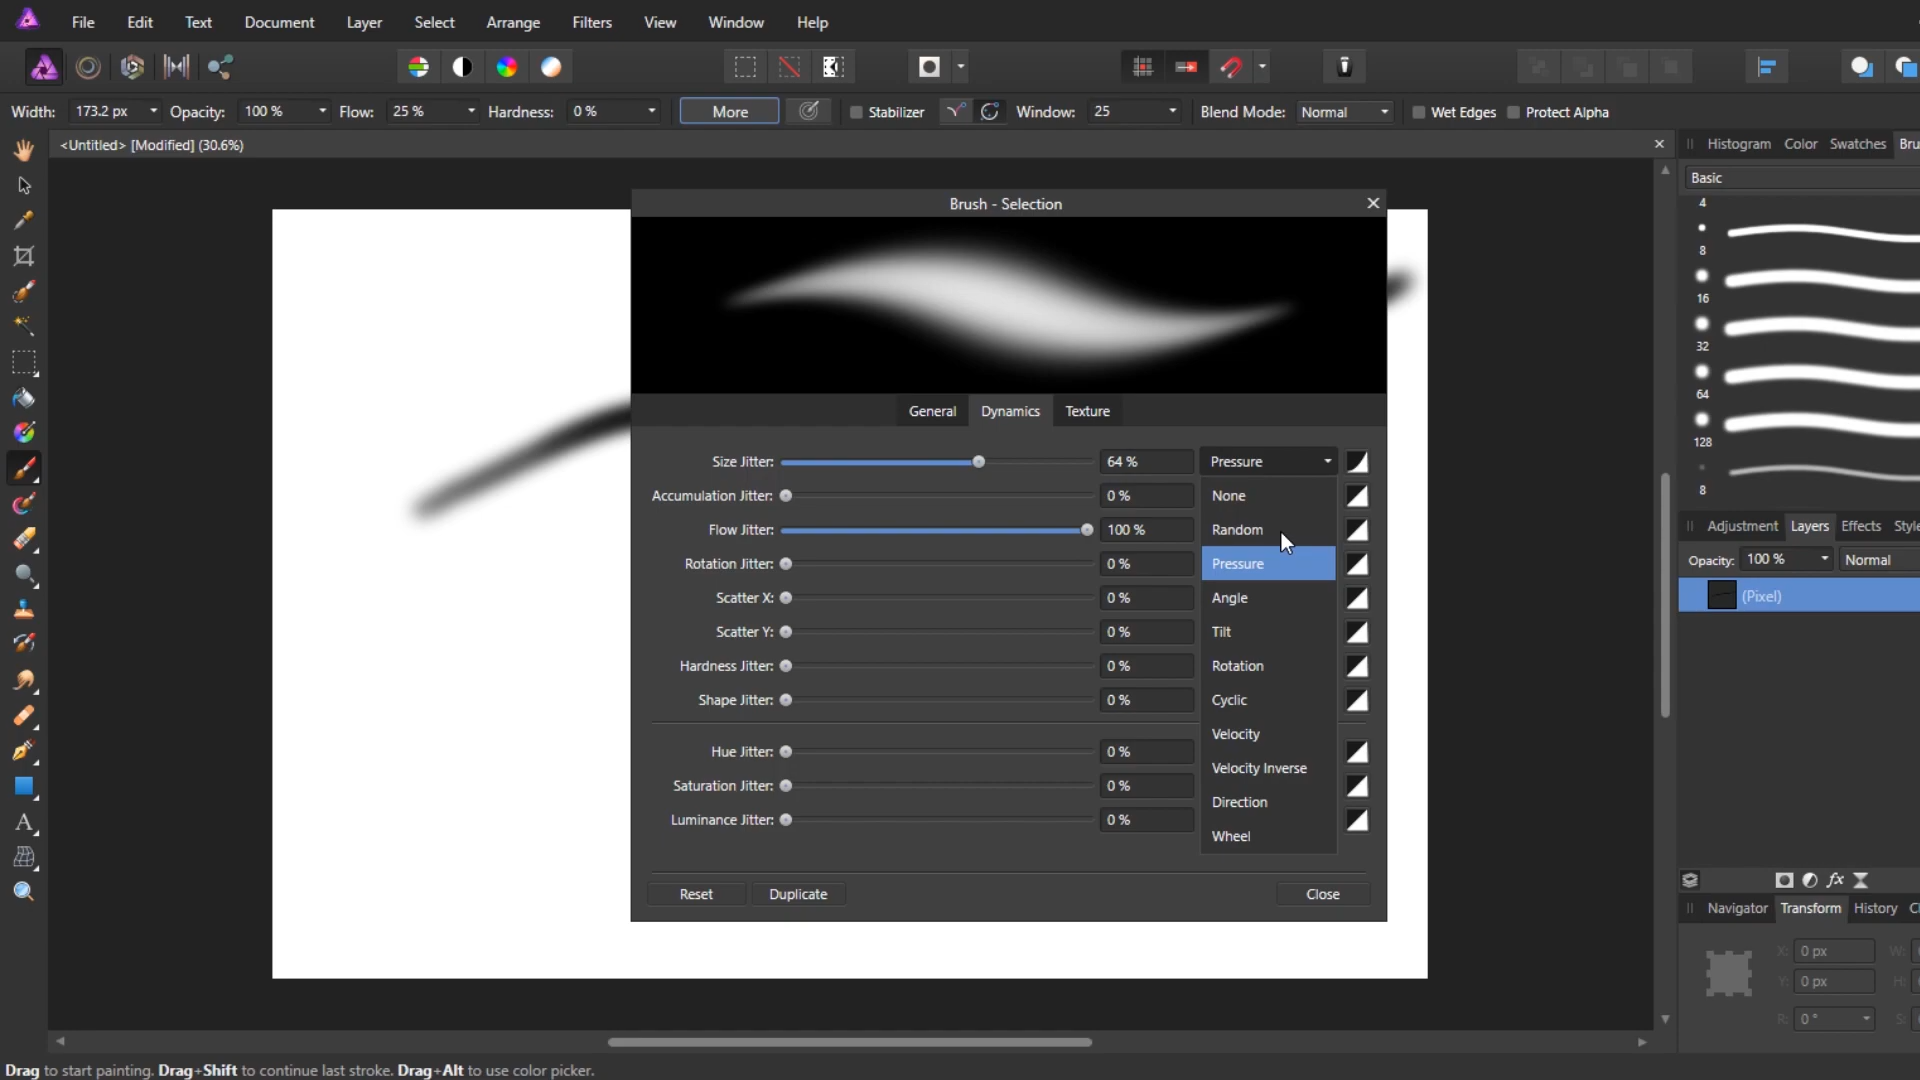 File Edit Text Document Layer Select Arrange Filters View Window Help
Width: 173.2 px Opacity: 100 % Flow: 25 % Hardness: 0 % More Stabilizer Window: 25 Blend Mode: Normal Wet Edges Protect Alpha
<Untitled> [Modified] (30.6%)
Histogram Color Swatches Bru
Basic
4
8
16
32
64
128
8
Brush - Selection
General Dynamics Texture
Size Jitter: 64 % Pressure
Accumulation Jitter: 0 % None
Flow Jitter: 100 % Random
Rotation Jitter: 0 % Pressure
Scatter X: 0 % Angle
Scatter Y: 0 % Tilt
Hardness Jitter: 0 % Rotation
Shape Jitter: 0 % Cyclic
Velocity
Hue Jitter: 0 %
Velocity Inverse
Saturation Jitter: 0 %
Direction
Luminance Jitter: 0 %
Wheel
Reset Duplicate Close
Adjustment Layers Effects Style
Opacity: 100 % Normal
(Pixel)
fx
Navigator Transform History C
X: 0 px W:
Y: 0 px H:
R: 0 ° S:
Drag to start painting. Drag+Shift to continue last stroke. Drag+Alt to use color picker.